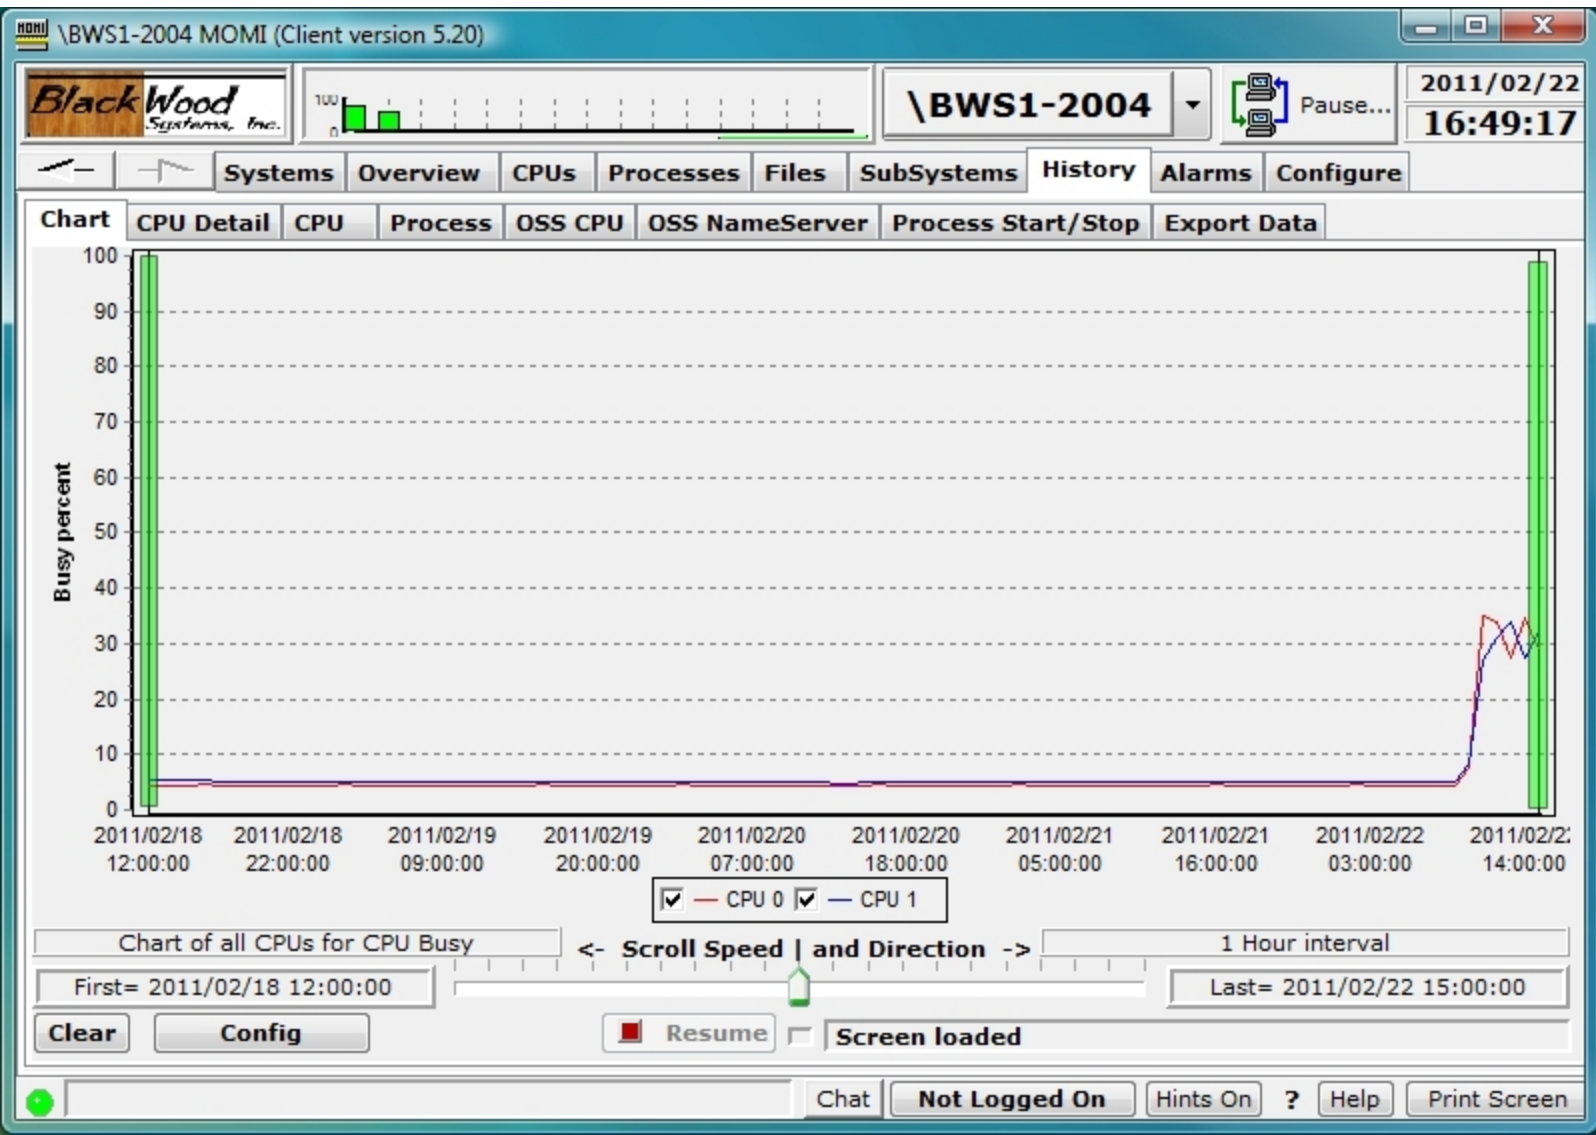 MOMI \BWS1-2004 MOMI (Client version 5.20)
BlackWood
Systems, Inc.
100
0
\BWS1-2004
Pause...
2011/02/22
16:49:17
Systems Overview CPUs Processes Files SubSystems History Alarms Configure
Chart CPU Detail CPU Process OSS CPU OSS NameServer Process Start/Stop Export Data
Busy percent
100
90
80
70
60
50
40
30
20
10
0
2011/02/18 2011/02/18 2011/02/19 2011/02/19 2011/02/20 2011/02/20 2011/02/21 2011/02/21 2011/02/22 2011/02/22
12:00:00 22:00:00 09:00:00 20:00:00 07:00:00 18:00:00 05:00:00 16:00:00 03:00:00 14:00:00
CPU 0 CPU 1
Chart of all CPUs for CPU Busy <- Scroll Speed | and Direction -> 1 Hour interval
First= 2011/02/18 12:00:00 Last= 2011/02/22 15:00:00
Clear Config Resume Screen loaded
Chat Not Logged On Hints On ? Help Print Screen